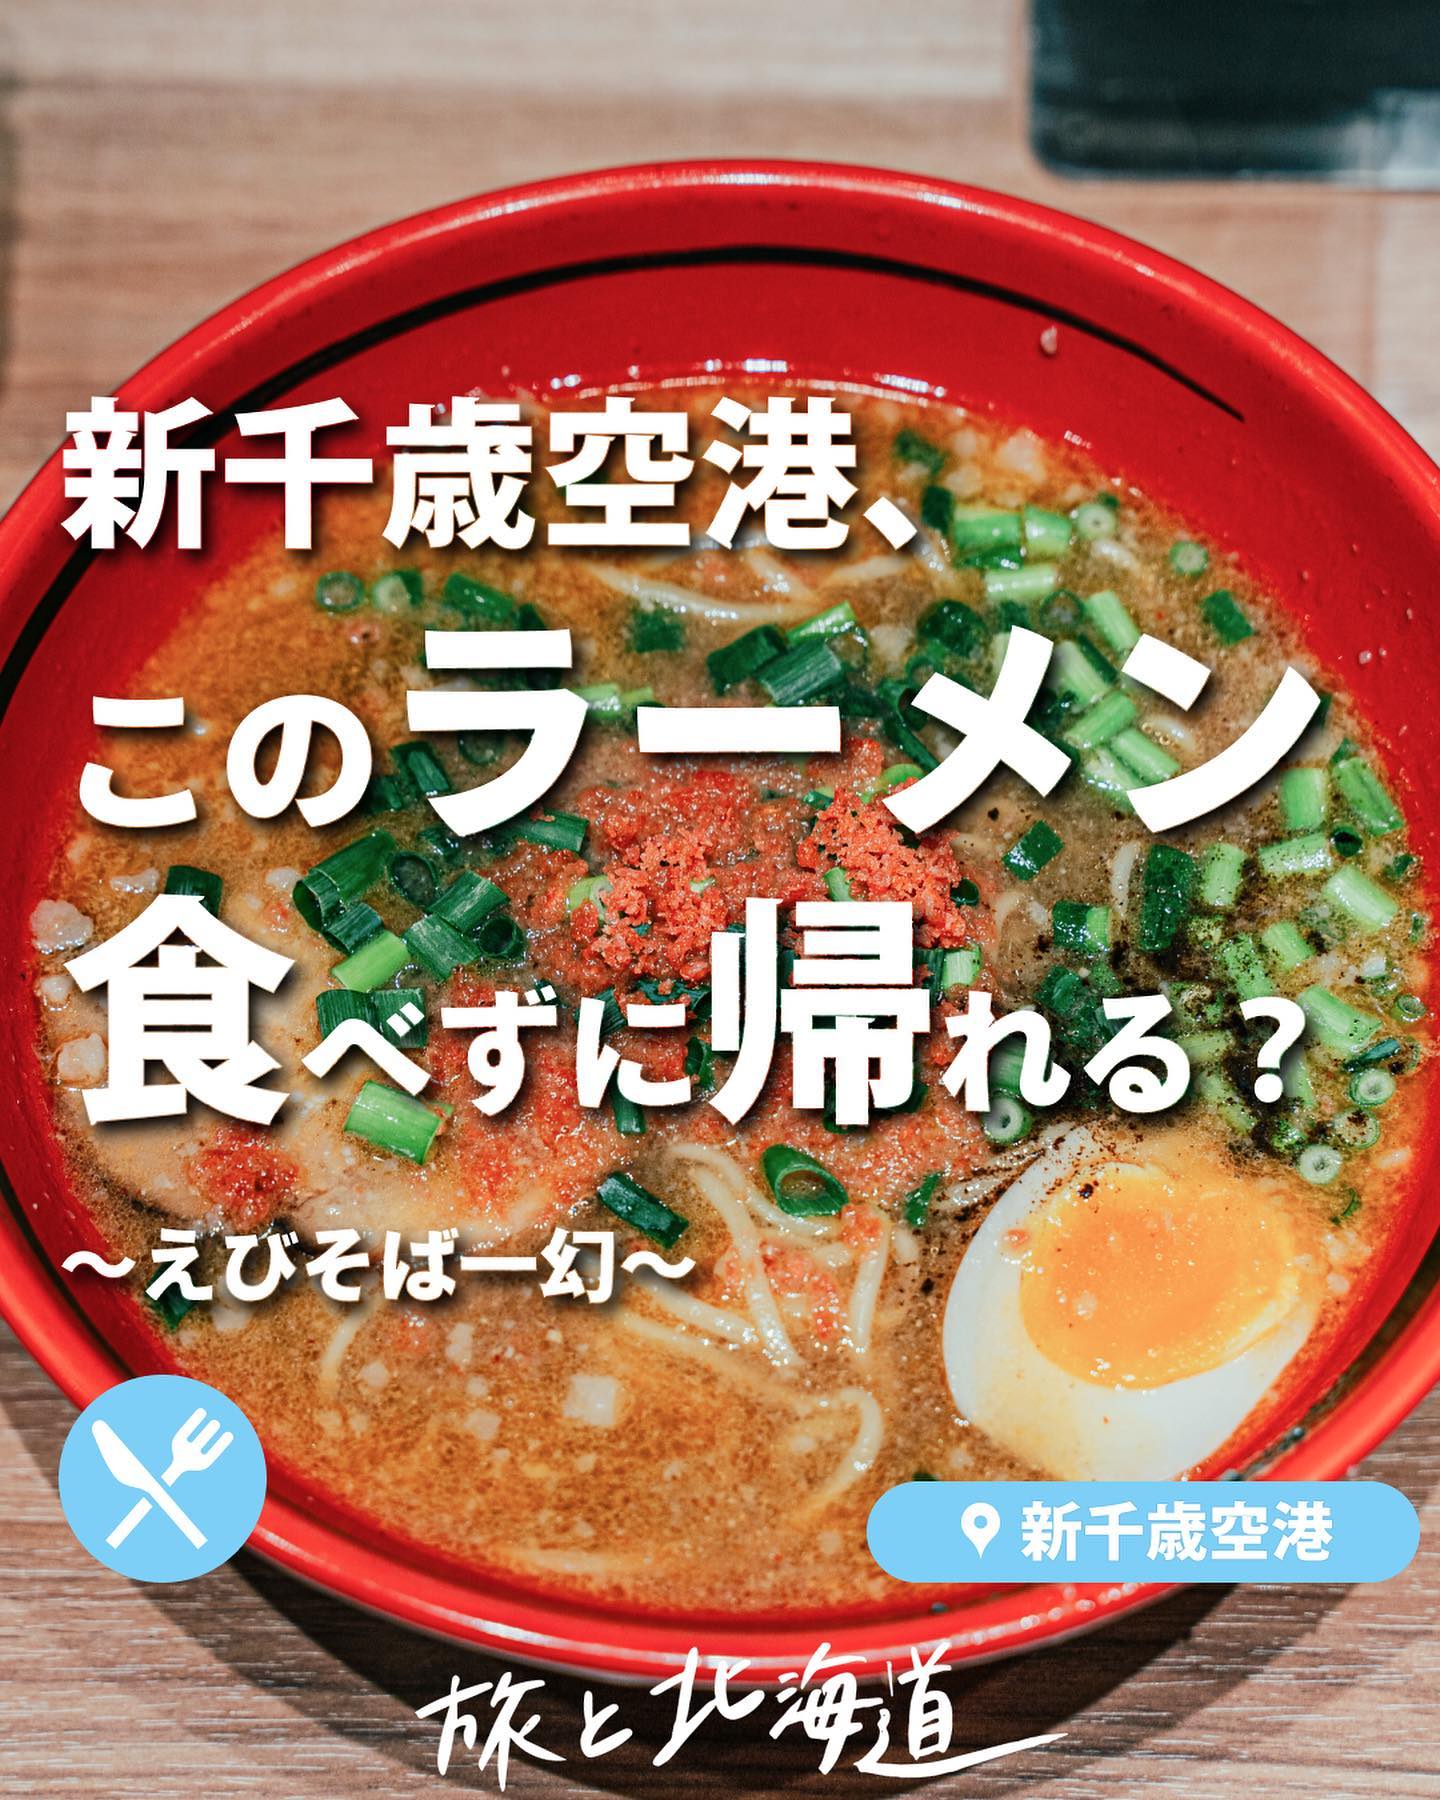 新千歳空港、
このラーメン
食べずに帰れる？
～えびそば一幻～
新千歳空港
旅と北海道